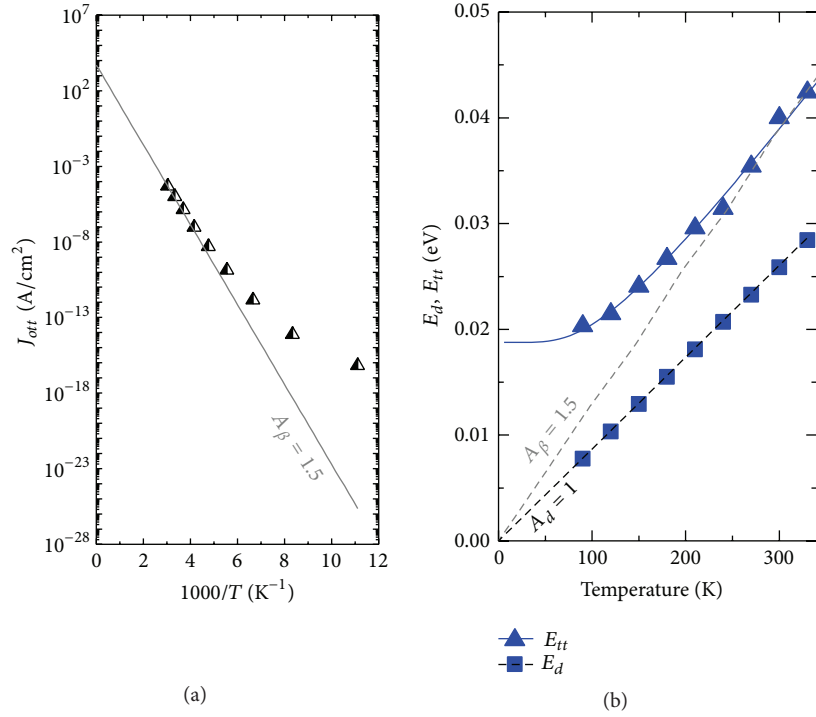 10^7
10^2
10^−3
10^−8
10^−13
10^−18
10^−23
10^−28
J_ott (A/cm^2)
A_β = 1.5
0 2 4 6 8 10 12
1000/T (K^−1)
(a)
0.05
0.04
0.03
0.02
0.01
0.00
E_d, E_tt (eV)
A_β = 1.5
A_d = 1
0 100 200 300
Temperature (K)
E_tt
E_d
(b)